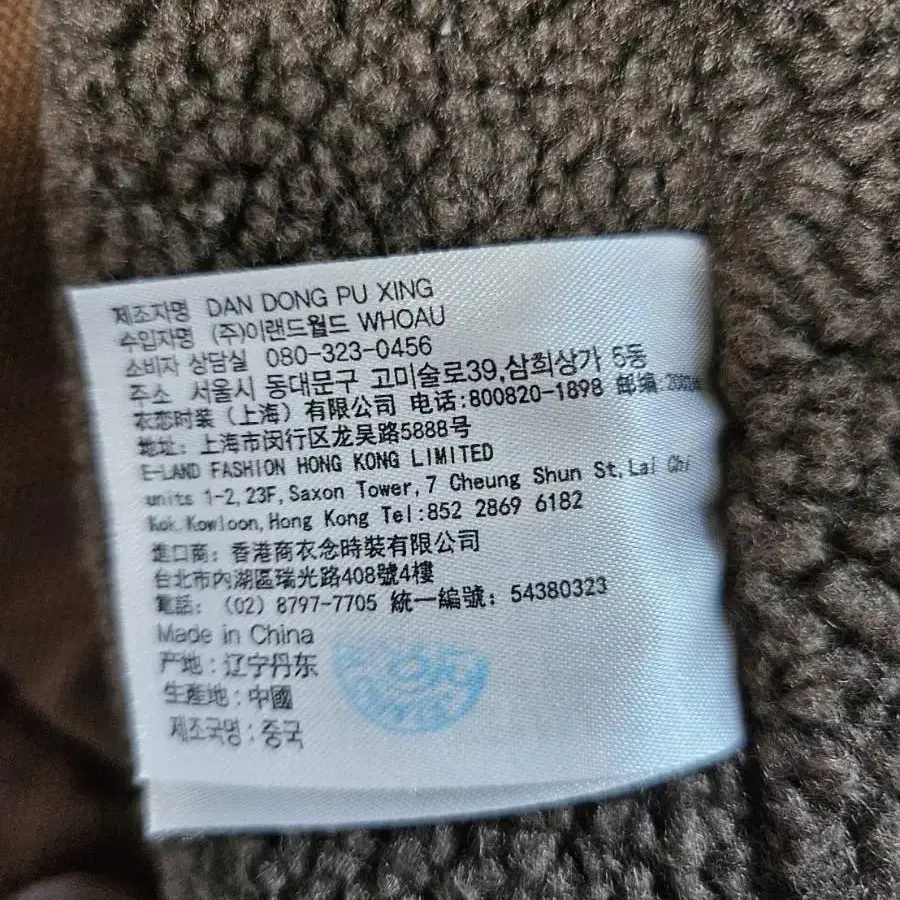 제조자명 DAN DONG PU XING
수입자명 (주)이랜드월드 WHOAU
소비자 상담실 080-323-0456
주소 서울시 동대문구 고미술로39,삼희상가 6동
衣恋时装（上海）有限公司 电话:800820-1898 邮编:
地址: 上海市闵行区龙吴路5888号
E-LAND FASHION HONG KONG LIMITED
units 1-2,23F,Saxon Tower,7 Cheung Shun St,Lai Chi
Kok,Kowloon,Hong Kong Tel:852 2869 6182
進口商: 香港商衣念時裝有限公司
台北市內湖區瑞光路408號4樓
電話: (02) 8797-7705 統一編號: 54380323
Made in China
产地:辽宁丹东
生產地:中國
제조국명:중국